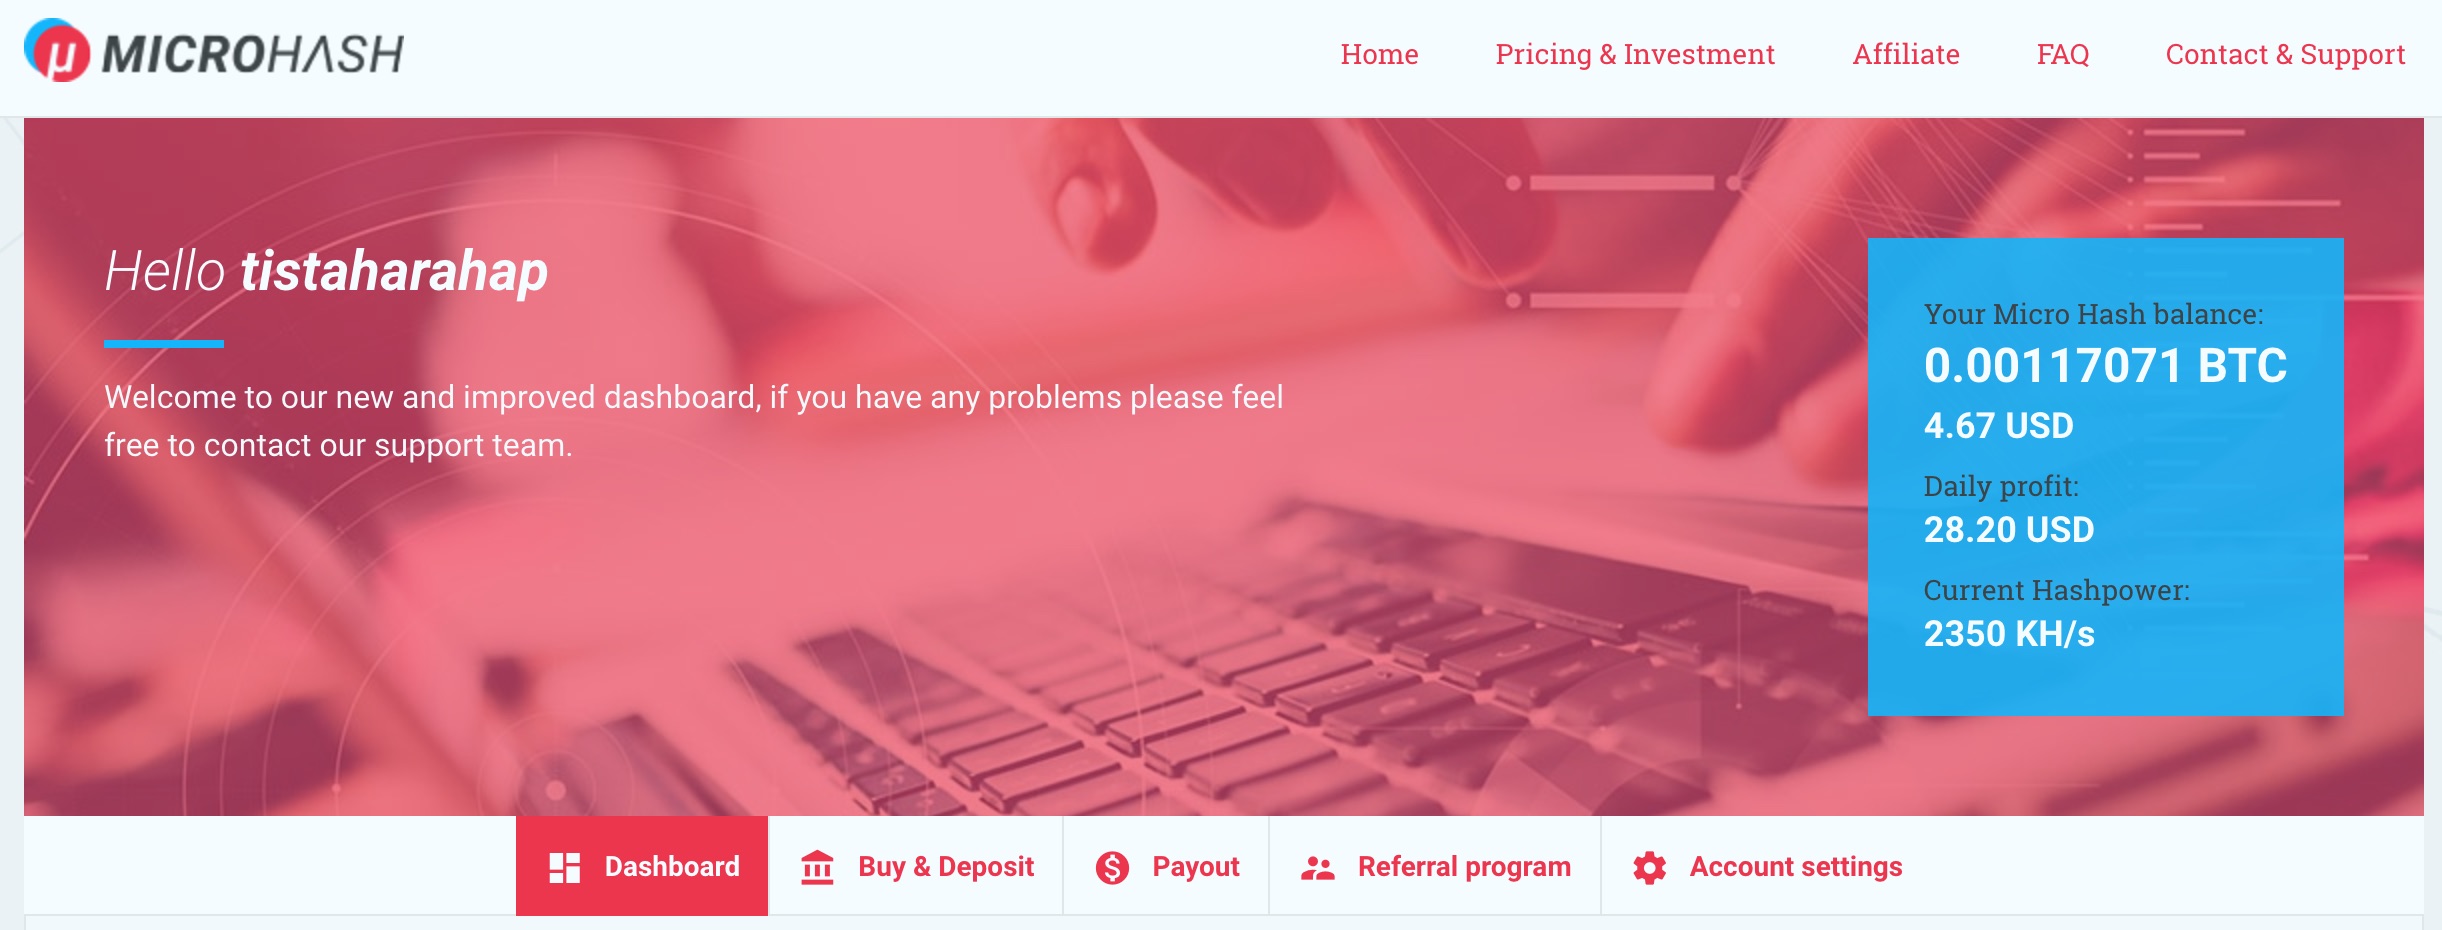 µ MICROHASH
Home Pricing & Investment Affiliate FAQ Contact & Support
Hello tistaharahap
Welcome to our new and improved dashboard, if you have any problems please feel
free to contact our support team.
Your Micro Hash balance:
0.00117071 BTC
4.67 USD
Daily profit:
28.20 USD
Current Hashpower:
2350 KH/s
Dashboard Buy & Deposit Payout Referral program Account settings